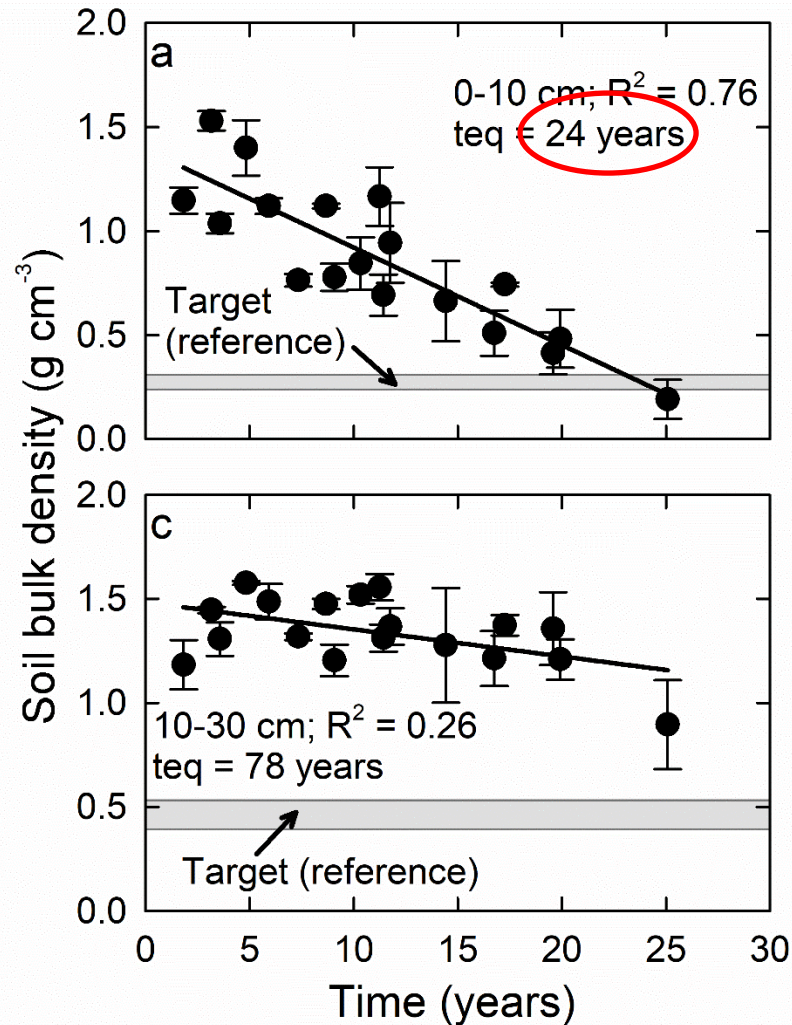 Soil bulk density (g cm⁻³)
2.0
1.5
1.0
0.5
0.0
a
0-10 cm; R² = 0.76
teq = 24 years
Target
(reference)
2.0
1.5
1.0
0.5
0.0
c
10-30 cm; R² = 0.26
teq = 78 years
Target (reference)
0 5 10 15 20 25 30
Time (years)